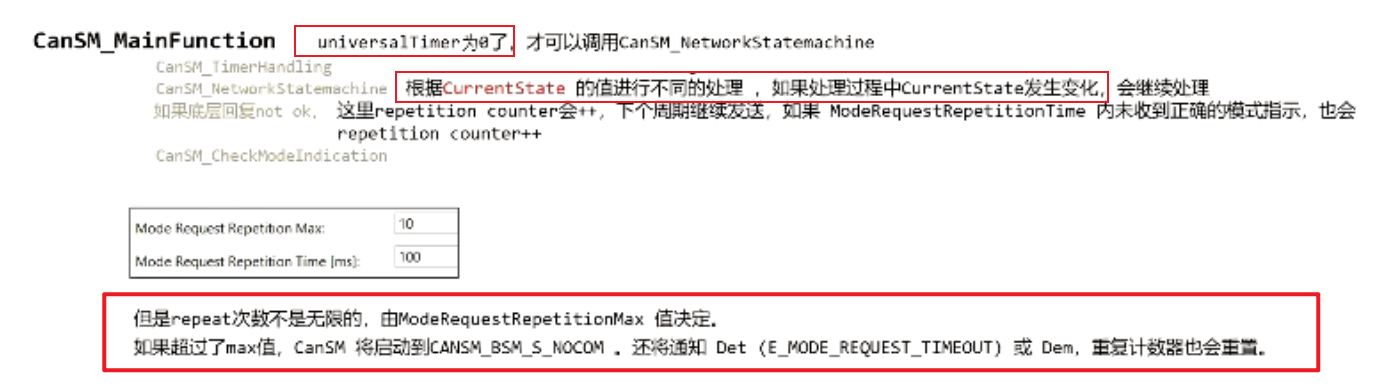 CanSM_MainFunction universalTimer为0了，才可以调用CanSM_NetworkStatemachine
CanSM_TimerHandling
CanSM_NetworkStatemachine 根据CurrentState 的值进行不同的处理 ，如果处理过程中CurrentState发生变化，会继续处理
如果底层回复not ok， 这里repetition counter会++，下个周期继续发送，如果 ModeRequestRepetitionTime 内未收到正确的模式指示，也会
repetition counter++
CanSM_CheckModeIndication
Mode Request Repetition Max: 10
Mode Request Repetition Time [ms]: 100
但是repeat次数不是无限的，由ModeRequestRepetitionMax 值决定。
如果超过了max值，CanSM 将启动到CANSM_BSM_S_NOCOM 。还将通知 Det (E_MODE_REQUEST_TIMEOUT) 或 Dem，重复计数器也会重置。